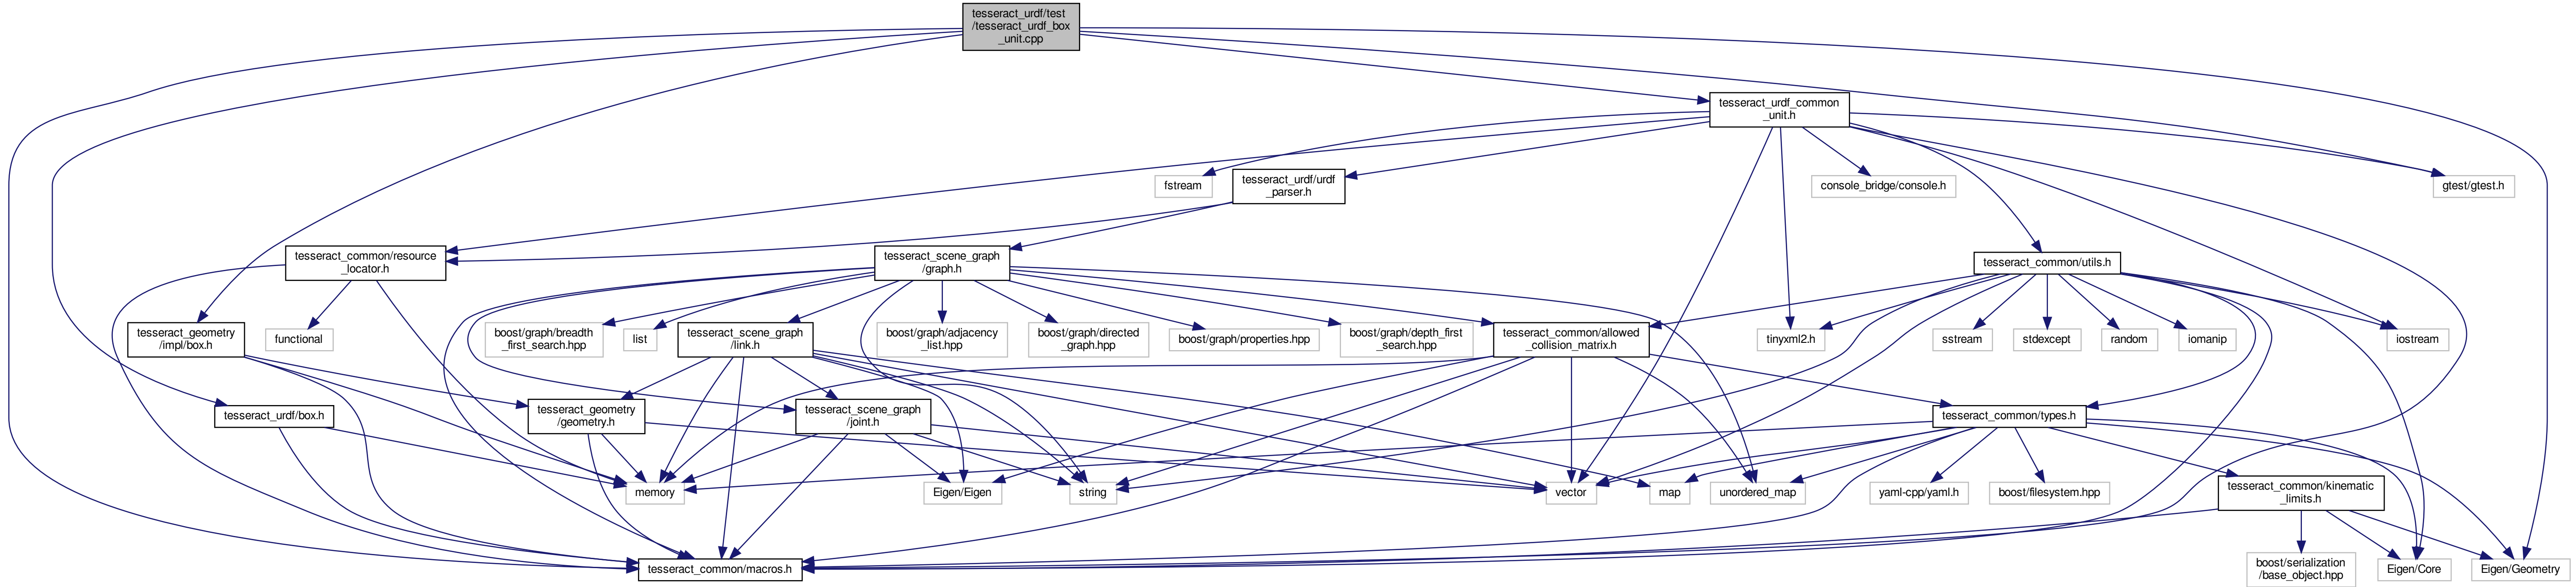 tesseract_urdf/test
/tesseract_urdf_box
_unit.cpp
tesseract_urdf_common
_unit.h
fstream
tesseract_urdf/urdf
_parser.h
console_bridge/console.h
gtest/gtest.h
tesseract_common/resource
_locator.h
tesseract_scene_graph
/graph.h
tesseract_common/utils.h
tesseract_geometry
/impl/box.h
functional
boost/graph/breadth
_first_search.hpp
list
tesseract_scene_graph
/link.h
boost/graph/adjacency
_list.hpp
boost/graph/directed
_graph.hpp
boost/graph/properties.hpp
boost/graph/depth_first
_search.hpp
tesseract_common/allowed
_collision_matrix.h
tinyxml2.h
sstream
stdexcept
random
iomanip
iostream
tesseract_urdf/box.h
tesseract_geometry
/geometry.h
tesseract_scene_graph
/joint.h
tesseract_common/types.h
memory
Eigen/Eigen
string
vector
map
unordered_map
yaml-cpp/yaml.h
boost/filesystem.hpp
tesseract_common/kinematic
_limits.h
tesseract_common/macros.h
boost/serialization
/base_object.hpp
Eigen/Core
Eigen/Geometry